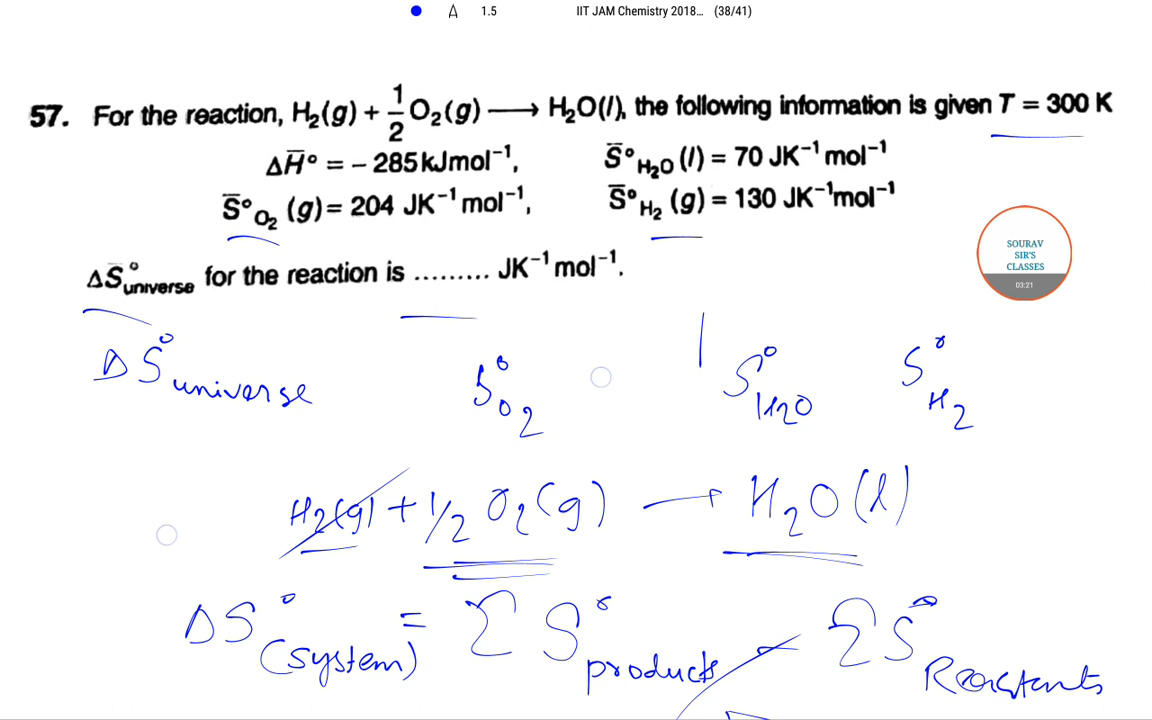 1.5 IIT JAM Chemistry 2018... (38/41)
57. For the reaction, H₂(g) + 1/2 O₂(g) ⟶ H₂O(l), the following information is given T = 300 K
ΔH̅° = – 285 kJmol⁻¹, S̅°H₂O (l) = 70 JK⁻¹ mol⁻¹
S̅°O₂ (g) = 204 JK⁻¹ mol⁻¹, S̅°H₂ (g) = 130 JK⁻¹mol⁻¹
SOURAV
SIR'S
CLASSES
03:21
ΔS̅°universe for the reaction is ......... JK⁻¹ mol⁻¹.
ΔS°universe S°O2 S°H2O S°H2
H2(g) + 1/2 O2(g) → H2O(l)
ΔS°(system) = Σ S°products – Σ S°Reactants